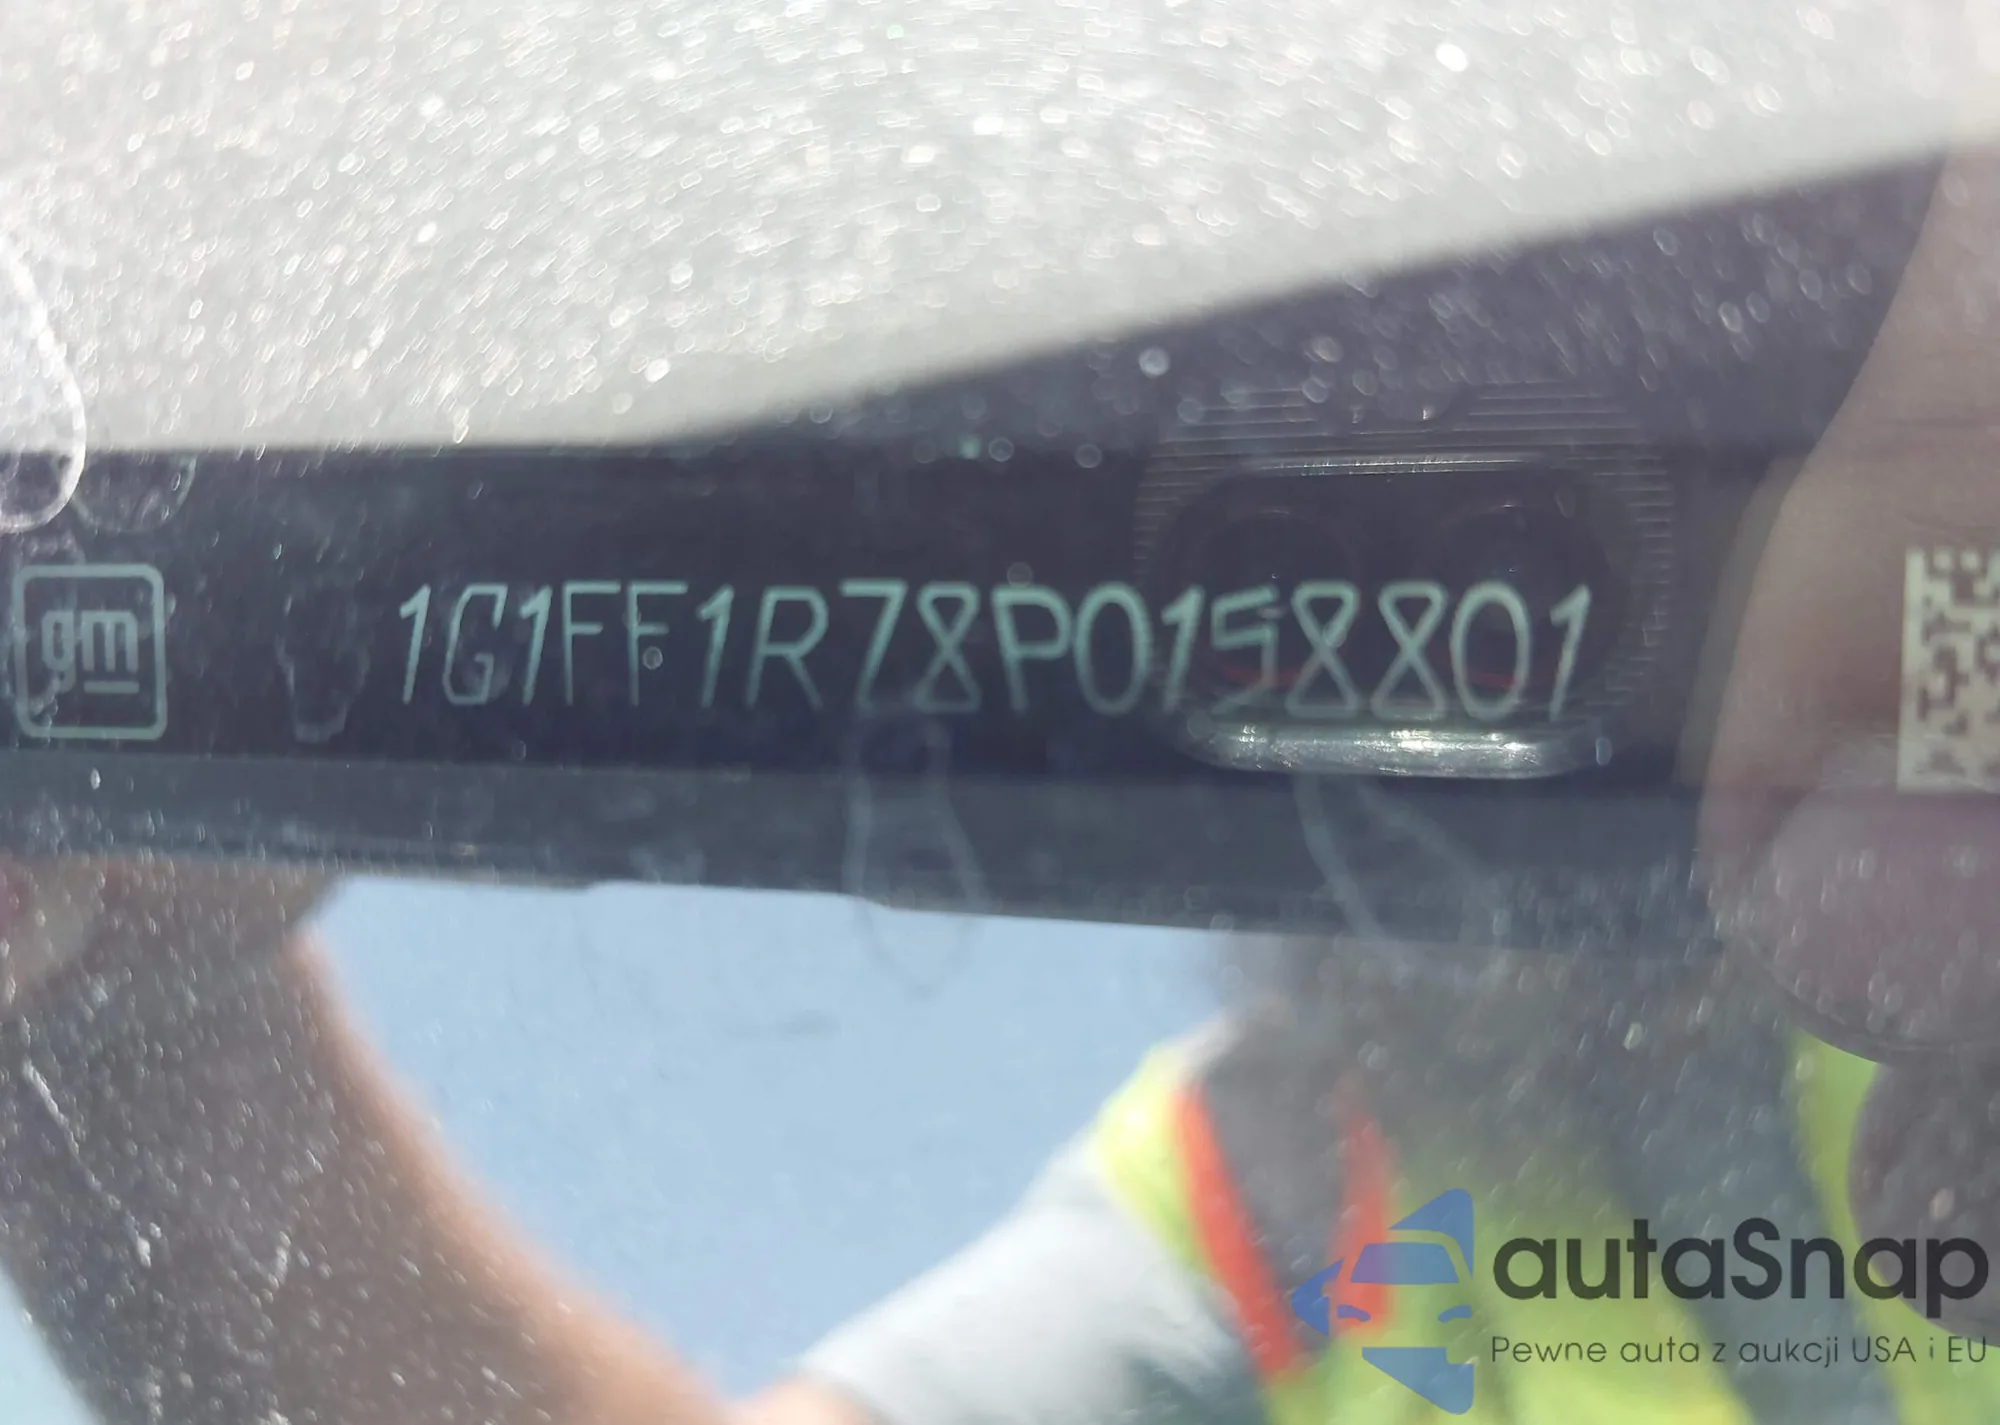 gm
1G1FF1R78P0158801
autaSnap
Pewne auta z aukcji USA i EU